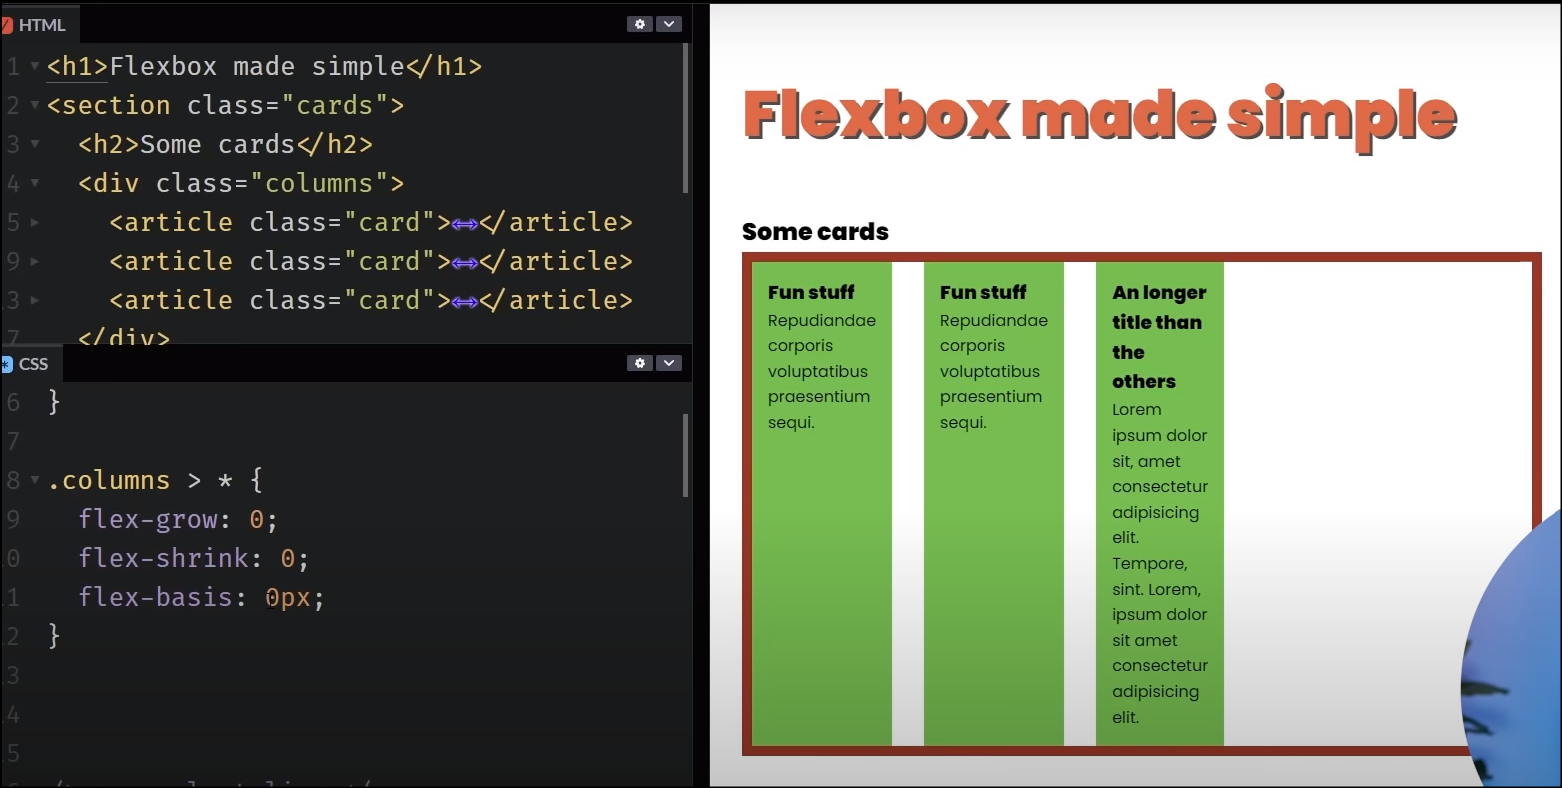 HTML
1 <h1>Flexbox made simple</h1>
2 <section class="cards">
3 <h2>Some cards</h2>
4 <div class="columns">
5 <article class="card"></article>
9 <article class="card"></article>
3 <article class="card"></article>
7 </div>
CSS
6 }
7
8 .columns > * {
9 flex-grow: 0;
0 flex-shrink: 0;
1 flex-basis: 0px;
2 }
3
4
5
Flexbox made simple
Some cards
Fun stuff
Repudiandae
corporis
voluptatibus
praesentium
sequi.
Fun stuff
Repudiandae
corporis
voluptatibus
praesentium
sequi.
An longer
title than
the
others
Lorem
ipsum dolor
sit, amet
consectetur
adipisicing
elit.
Tempore,
sint. Lorem,
ipsum dolor
sit amet
consectetur
adipisicing
elit.